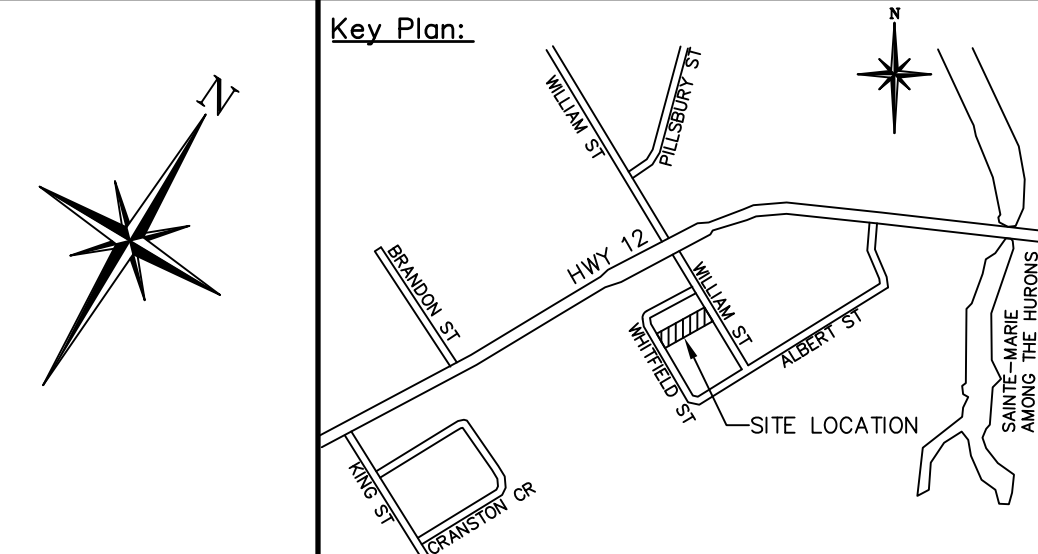 N
Key Plan:
N
WILLIAM ST
PILLSBURY ST
HWY 12
BRANDON ST
WILLIAM ST
WHITFIELD ST
ALBERT ST
SITE LOCATION
SAINTE-MARIE
AMONG THE HURONS
KING ST
CRANSTON CR